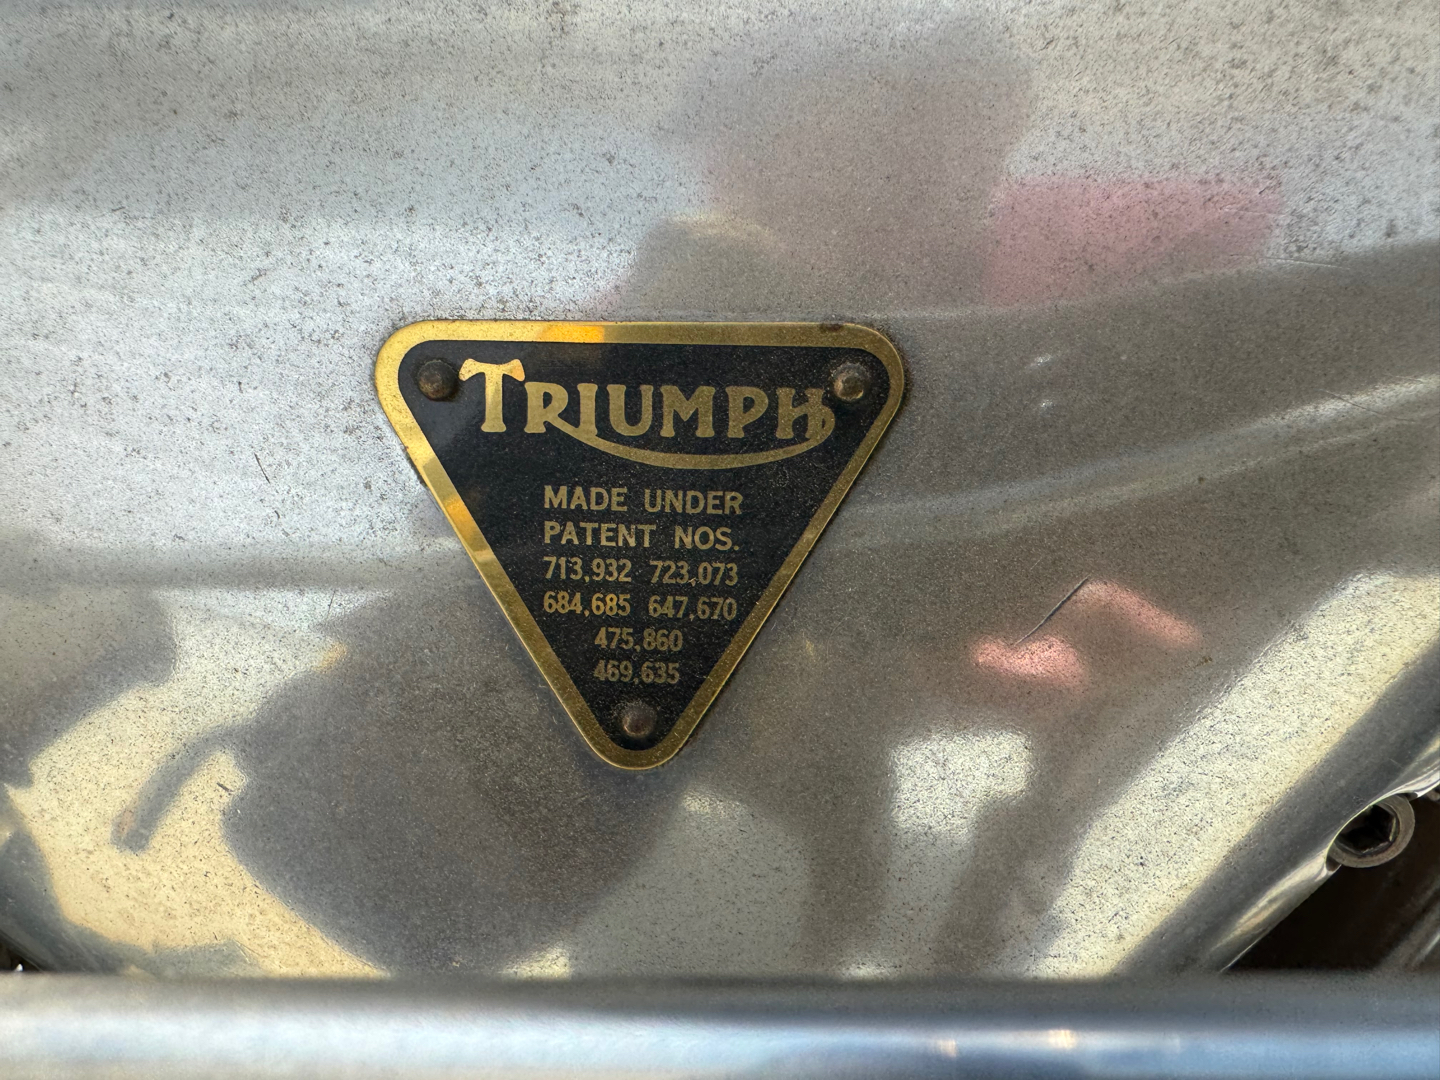 TRIUMPH
MADE UNDER
PATENT NOS.
713,932 723,073
684,685 647,670
475,860
469,635